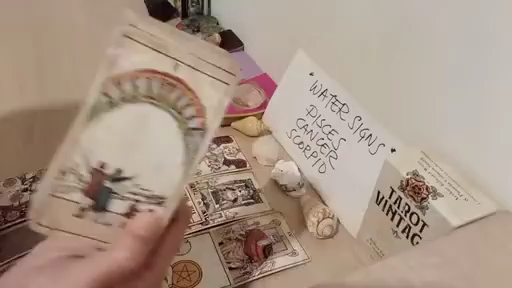 WATER SIGNS
PISCES
CANCER
SCORPIO
TAROT
VINTAG